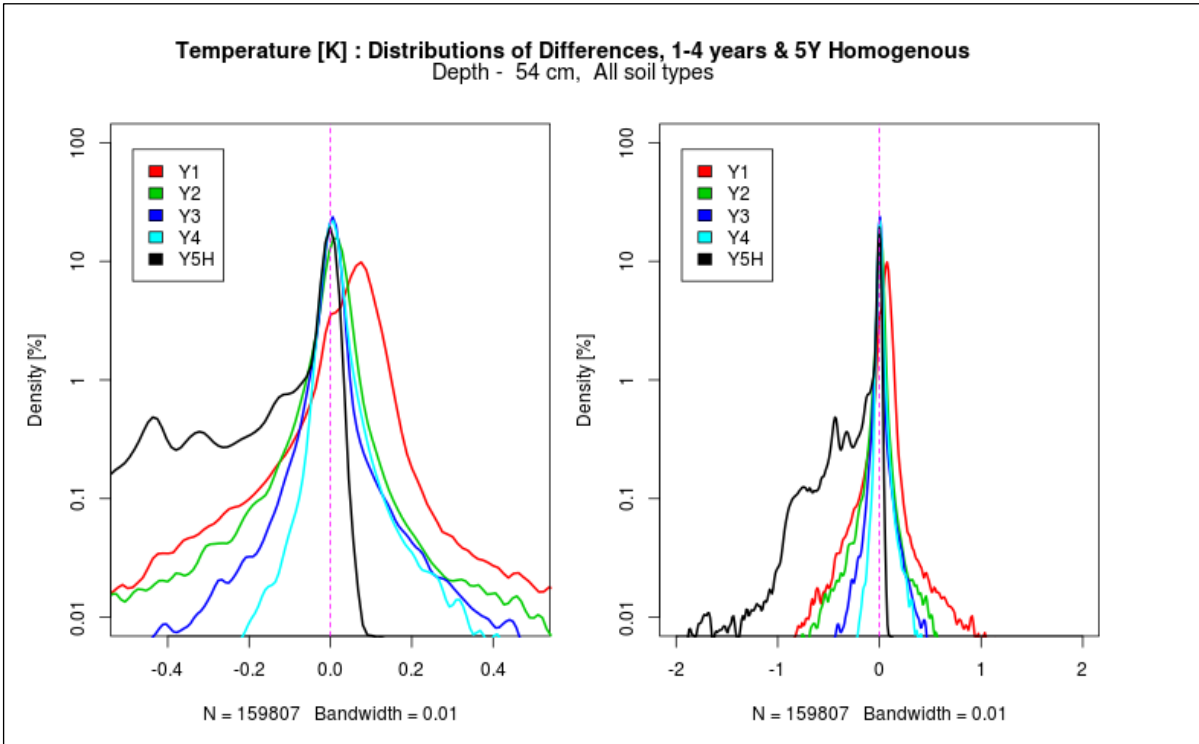 Temperature [K] : Distributions of Differences, 1-4 years & 5Y Homogenous
Depth - 54 cm, All soil types
100
10
1
0.1
0.01
Density [%]
Y1
Y2
Y3
Y4
Y5H
-0.4
-0.2
0.0
0.2
0.4
N = 159807 Bandwidth = 0.01
100
10
1
0.1
0.01
Density [%]
Y1
Y2
Y3
Y4
Y5H
-2
-1
0
1
2
N = 159807 Bandwidth = 0.01